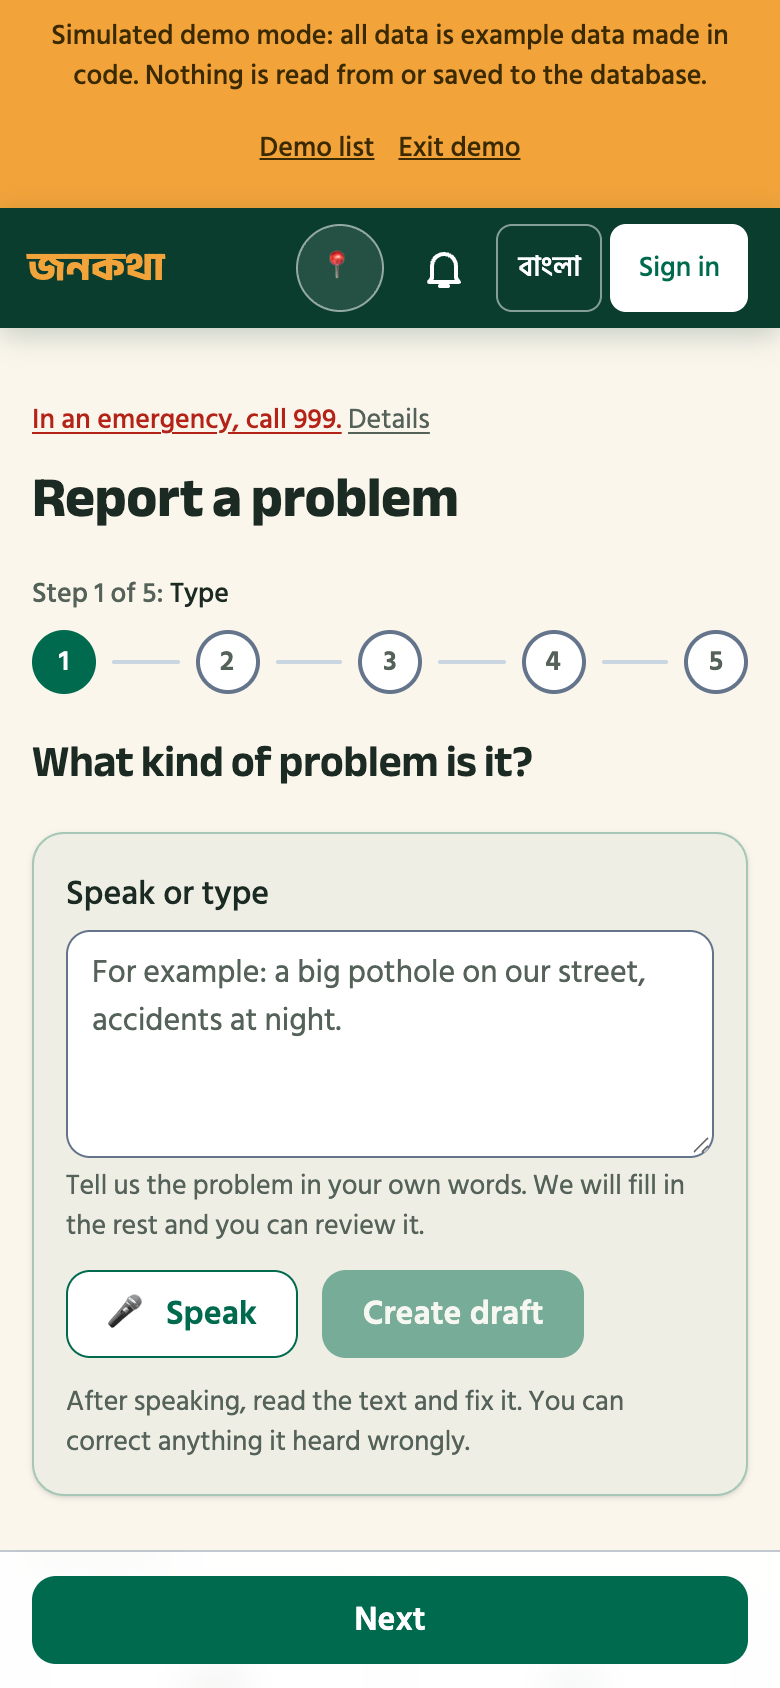 Simulated demo mode: all data is example data made in
code. Nothing is read from or saved to the database.
Demo list Exit demo
জনকথা
বাংলা
Sign in
In an emergency, call 999. Details
Report a problem
Step 1 of 5: Type
1 2 3 4 5
What kind of problem is it?
Speak or type
For example: a big pothole on our street,
accidents at night.
Tell us the problem in your own words. We will fill in
the rest and you can review it.
Speak
Create draft
After speaking, read the text and fix it. You can
correct anything it heard wrongly.
Next